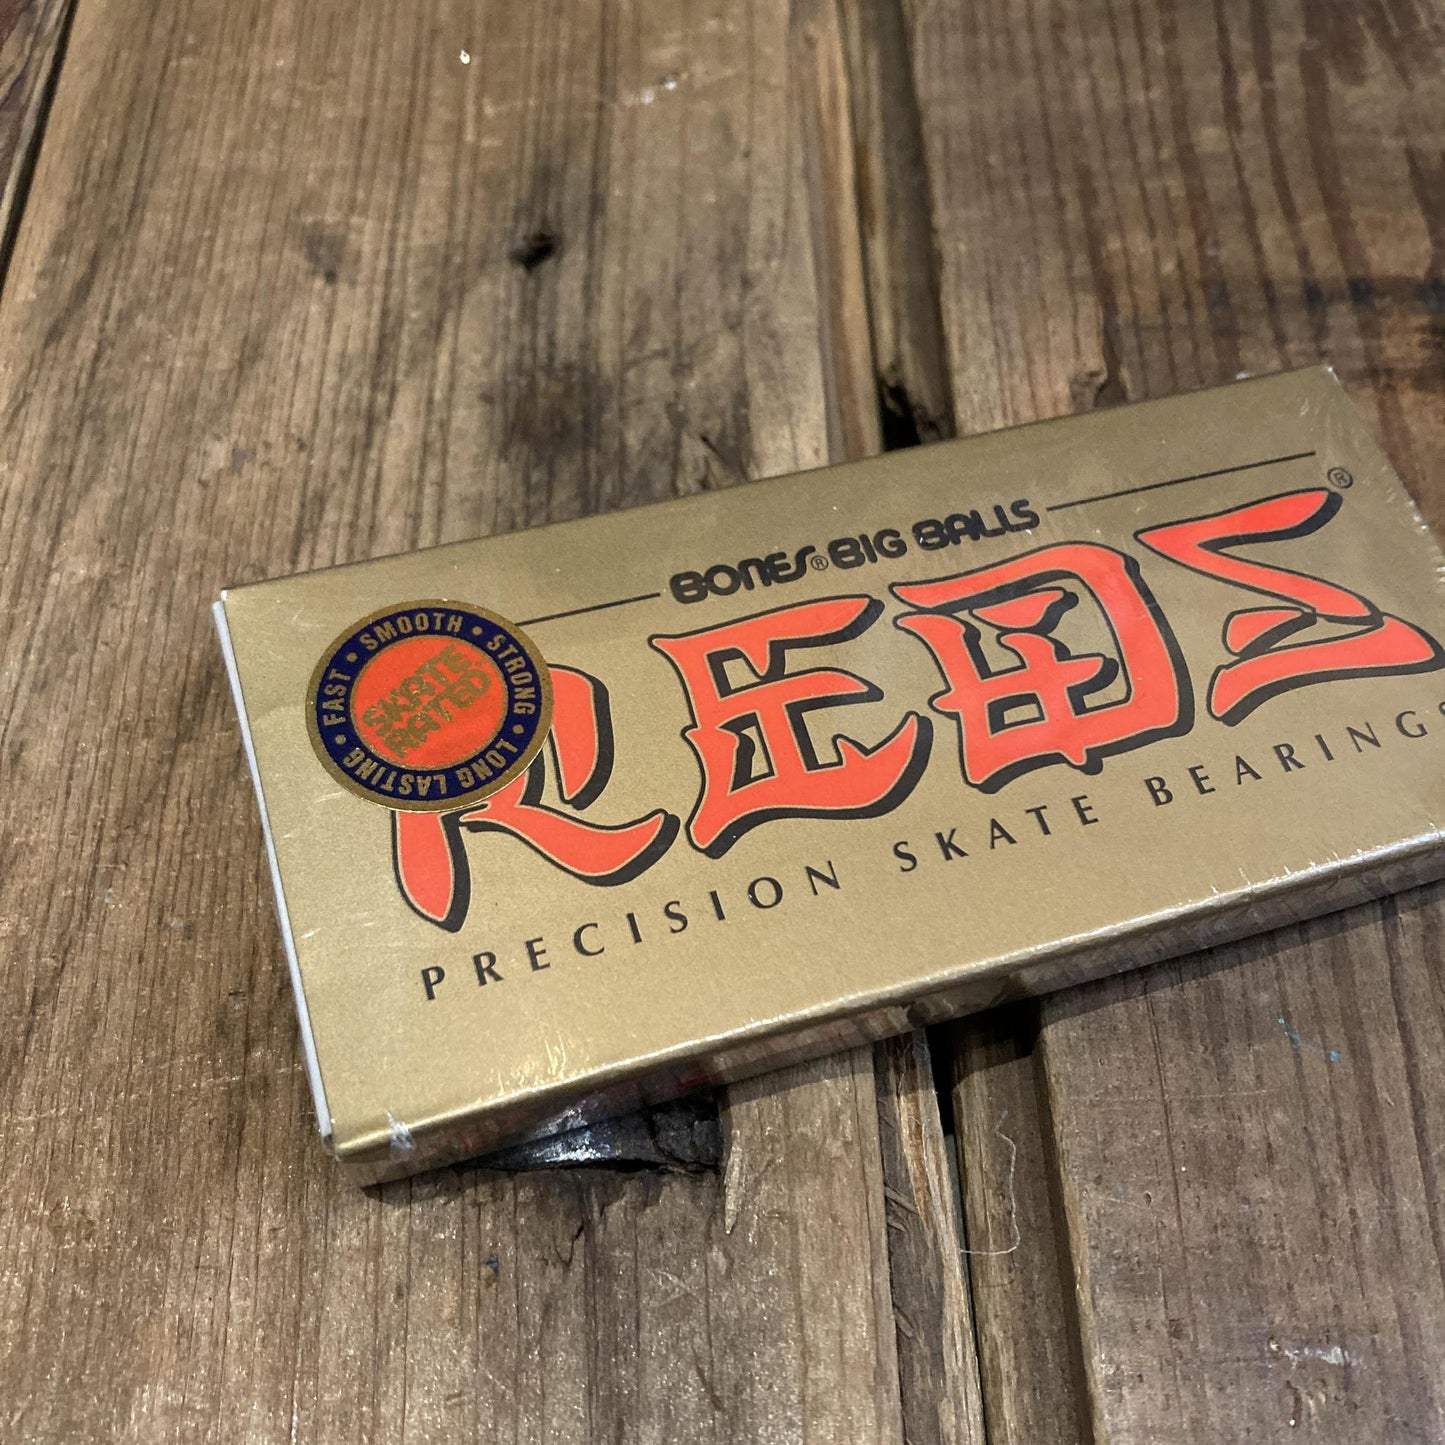 BONES® BIG BALLS
REDS®
PRECISION SKATE BEARINGS
• SMOOTH • STRONG • LONG LASTING • FAST
SKATE
RATED